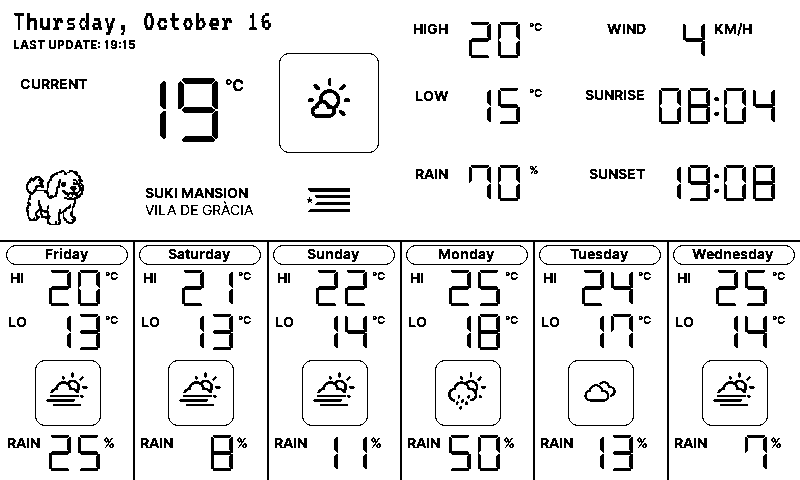 Thursday, October 16
LAST UPDATE: 19:15
CURRENT 19 °C
HIGH 20 °C
WIND 4 KM/H
LOW 15 °C
SUNRISE 08:04
RAIN 70 %
SUNSET 19:08
SUKI MANSION
VILA DE GRÀCIA
Friday
HI 20 °C
LO 13 °C
RAIN 25 %
Saturday
HI 21 °C
LO 13 °C
RAIN 8 %
Sunday
HI 22 °C
LO 14 °C
RAIN 11 %
Monday
HI 25 °C
LO 18 °C
RAIN 50 %
Tuesday
HI 24 °C
LO 17 °C
RAIN 13 %
Wednesday
HI 25 °C
LO 14 °C
RAIN 7 %